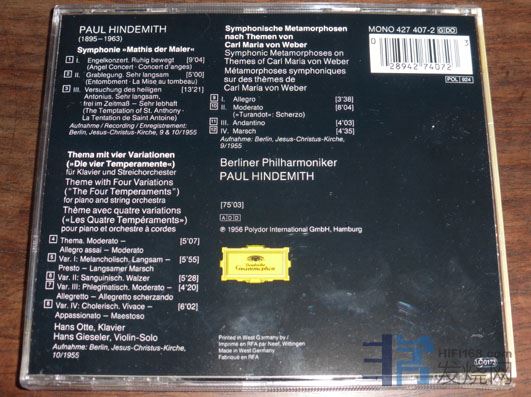 PAUL HINDEMITH
(1895–1963)
Symphonie »Mathis der Maler«
1 I. Engelkonzert. Ruhig bewegt [9'04]
(Angel Concert · Concert d'anges)
2 II. Grablegung. Sehr langsam [5'00]
(Entombment · La Mise au tombeau)
3 III. Versuchung des heiligen [13'21]
Antonius. Sehr langsam,
frei im Zeitmaß – Sehr lebhaft
(The Temptation of St. Anthony ·
La Tentation de Saint Antoine)
Aufnahme / Recording / Enregistrement:
Berlin, Jesus-Christus-Kirche, 9 & 10/1955
Thema mit vier Variationen
(»Die vier Temperamente«)
für Klavier und Streichorchester
Theme with Four Variations
("The Four Temperaments")
for piano and string orchestra
Thème avec quatre variations
(«Les Quatre Tempéraments»)
pour piano et orchestre à cordes
4 Thema. Moderato – [5'07]
Allegro assai – Moderato
5 Var. I: Melancholisch, Langsam – [5'55]
Presto – Langsamer Marsch
6 Var. II: Sanguinisch. Walzer [5'28]
7 Var. III: Phlegmatisch. Moderato – [4'20]
Allegretto – Allegretto scherzando
8 Var. IV: Cholerisch. Vivace – [6'02]
Appassionato – Maestoso
Hans Otte, Klavier
Hans Gieseler, Violin-Solo
Aufnahme: Berlin, Jesus-Christus-Kirche,
10/1955
Symphonische Metamorphosen
nach Themen von
Carl Maria von Weber
Symphonic Metamorphoses on
Themes of Carl Maria von Weber
Métamorphoses symphoniques
sur des thèmes de
Carl Maria von Weber
9 I. Allegro [3'38]
10 II. Moderato [8'04]
(»Turandot«: Scherzo)
11 III. Andantino [4'03]
12 IV. Marsch [4'35]
Aufnahme: Berlin, Jesus-Christus-Kirche,
9/1955
Berliner Philharmoniker
PAUL HINDEMITH
[75'03]
ADD
℗ 1956 Polydor International GmbH, Hamburg
Deutsche
Grammophon
Printed in West Germany by /
Imprimé en RFA par Neef, Wittingen
Made in West Germany
Fabriqué en RFA
MONO 427 407-2 GDO
0 28942 74072 3
POL 924
LC 0173
发烧网